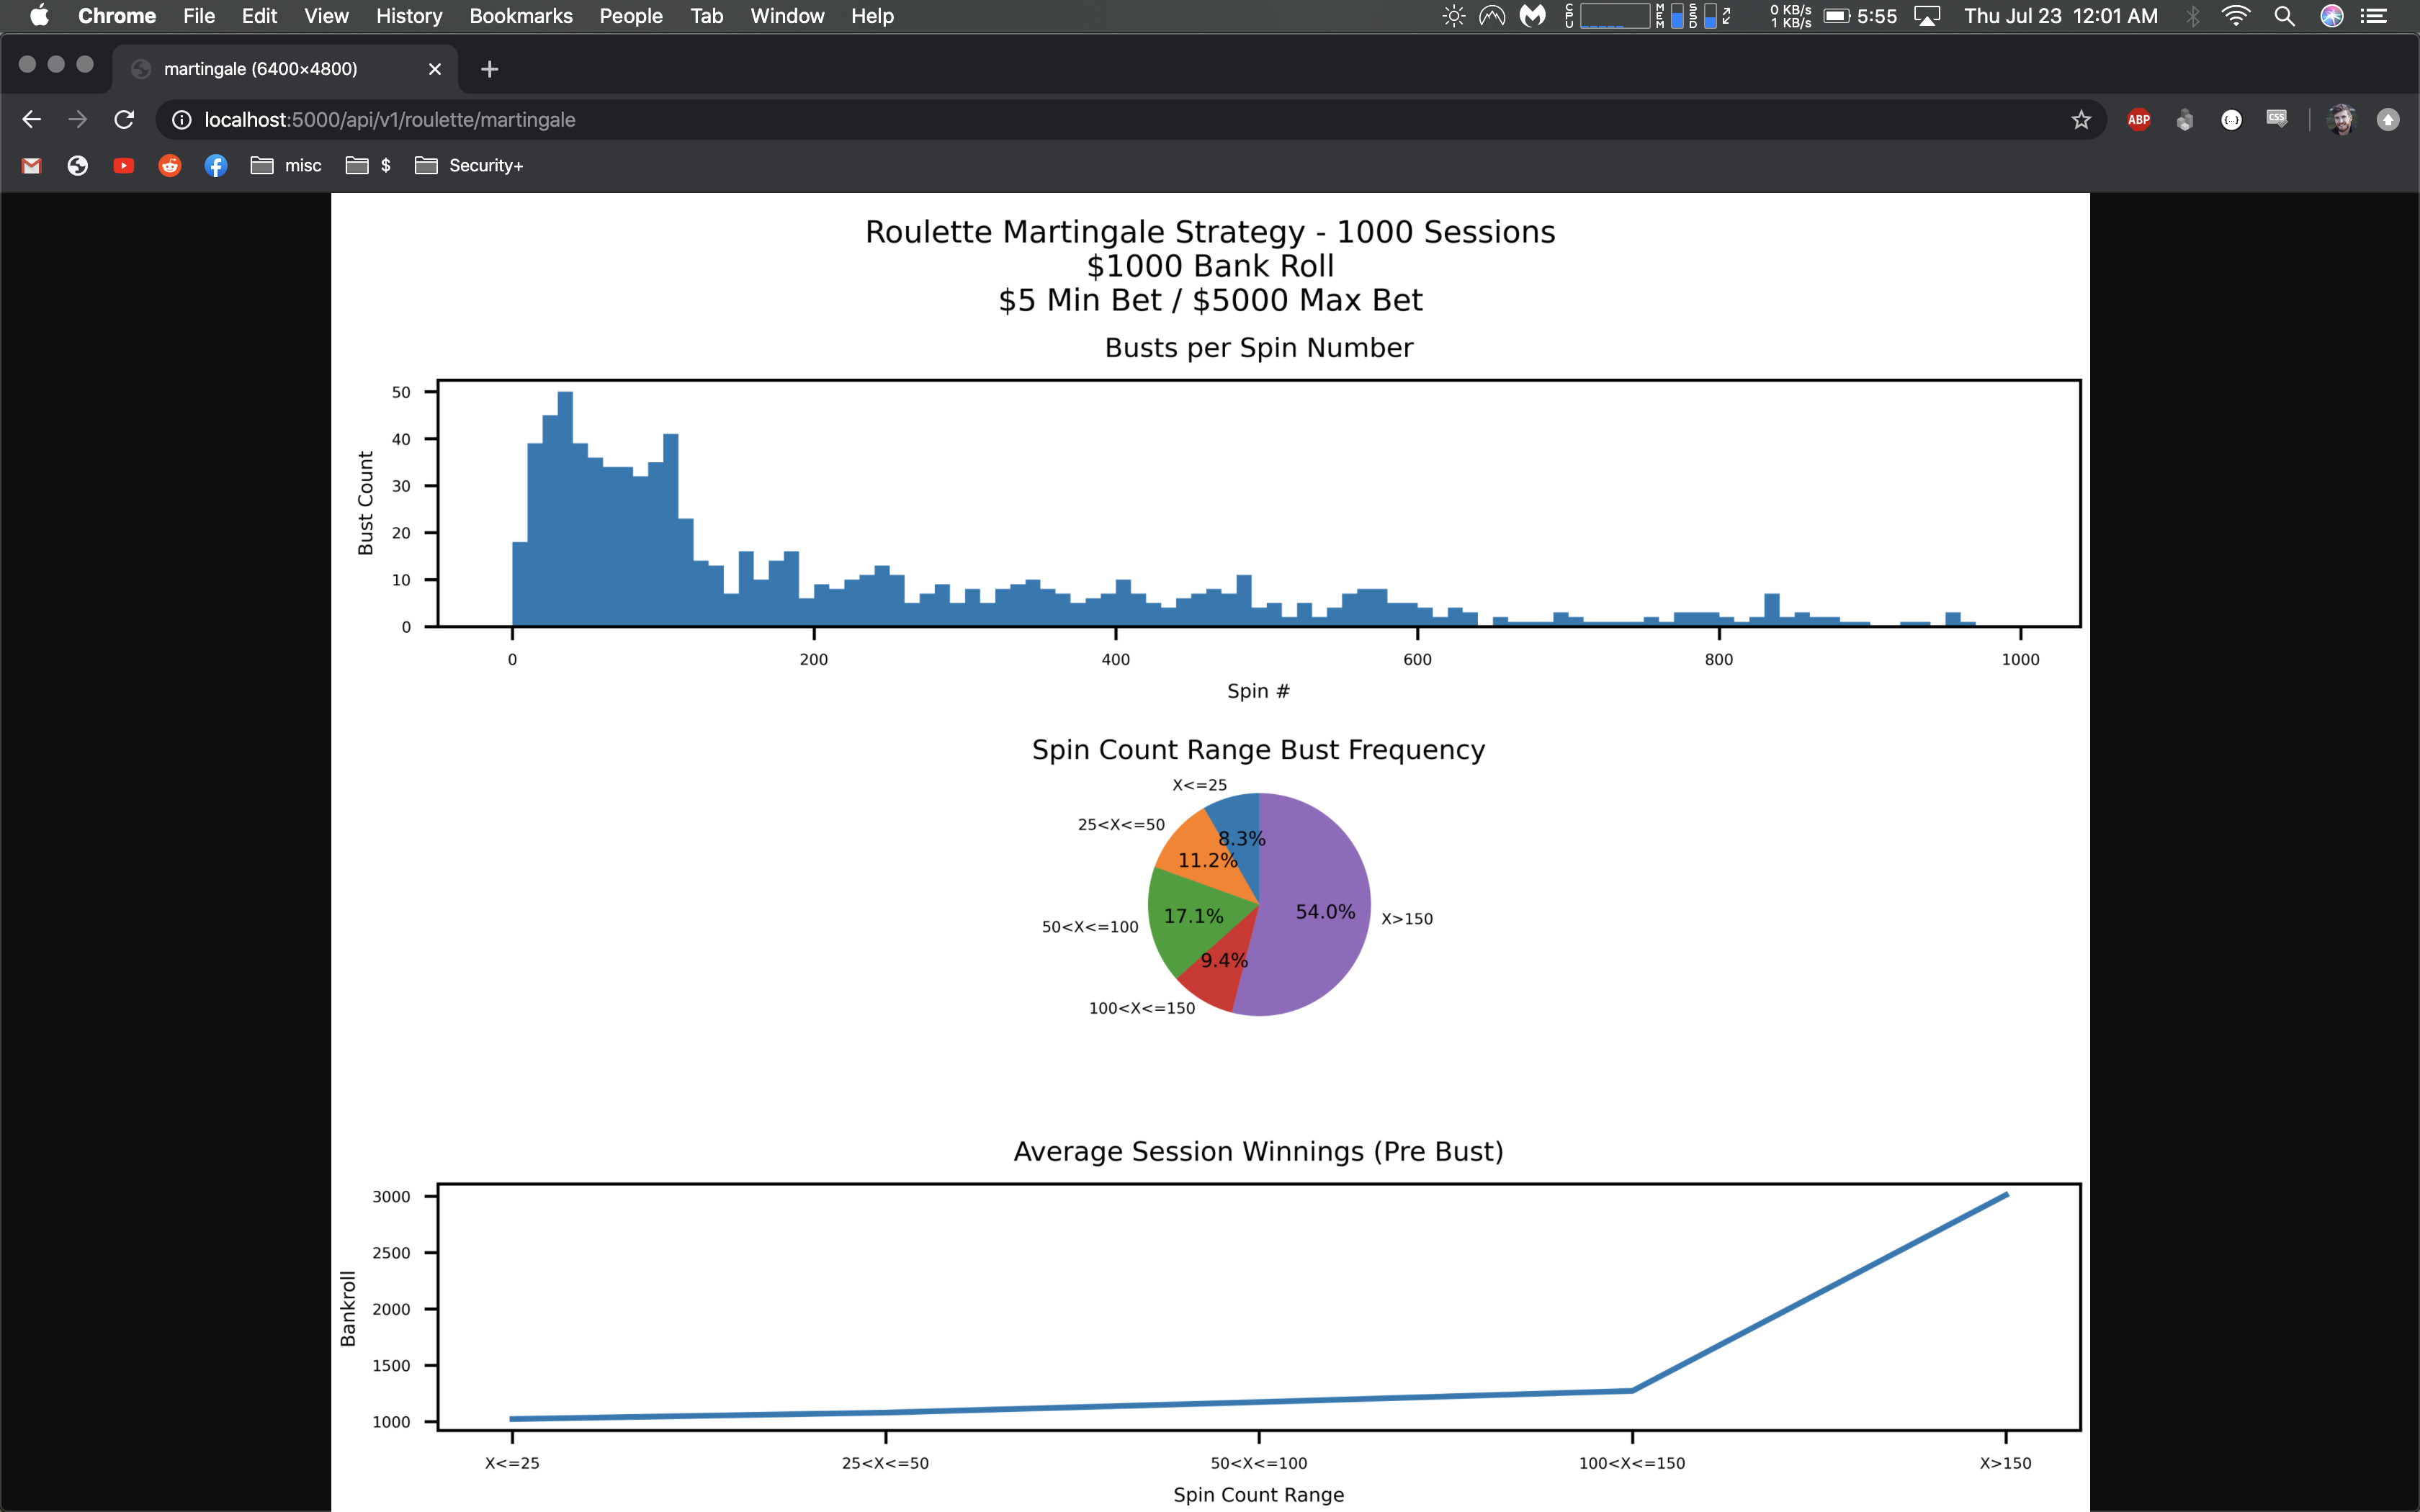 Chrome File Edit View History Bookmarks People Tab Window Help
CPU MEM SSD 0 KB/s 1 KB/s 5:55 Thu Jul 23 12:01 AM
martingale (6400×4800)
localhost:5000/api/v1/roulette/martingale
ABP {...} CSS
misc $ Security+
Roulette Martingale Strategy - 1000 Sessions
$1000 Bank Roll
$5 Min Bet / $5000 Max Bet
Busts per Spin Number
Bust Count
50
40
30
20
10
0
0 200 400 600 800 1000
Spin #
Spin Count Range Bust Frequency
X<=25
25<X<=50
8.3%
11.2%
50<X<=100
17.1%
54.0%
X>150
9.4%
100<X<=150
Average Session Winnings (Pre Bust)
Bankroll
3000
2500
2000
1500
1000
X<=25 25<X<=50 50<X<=100 100<X<=150 X>150
Spin Count Range